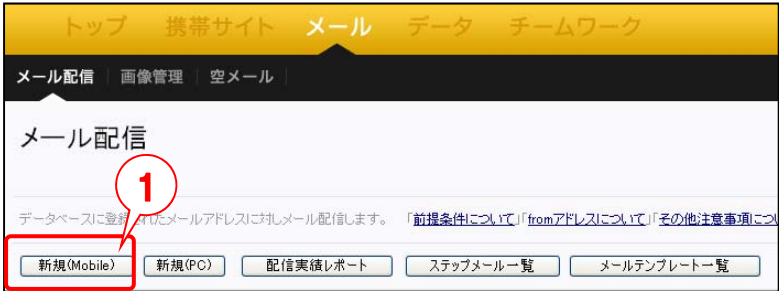 トップ 携帯サイト メール データ チームワーク
メール配信 画像管理 空メール
メール配信
1
データベースに登録されたメールアドレスに対しメール配信します。 「前提条件について」「fromアドレスについて」「その他注意事項につ
新規(Mobile) 新規(PC) 配信実績レポート ステップメール一覧 メールテンプレート一覧